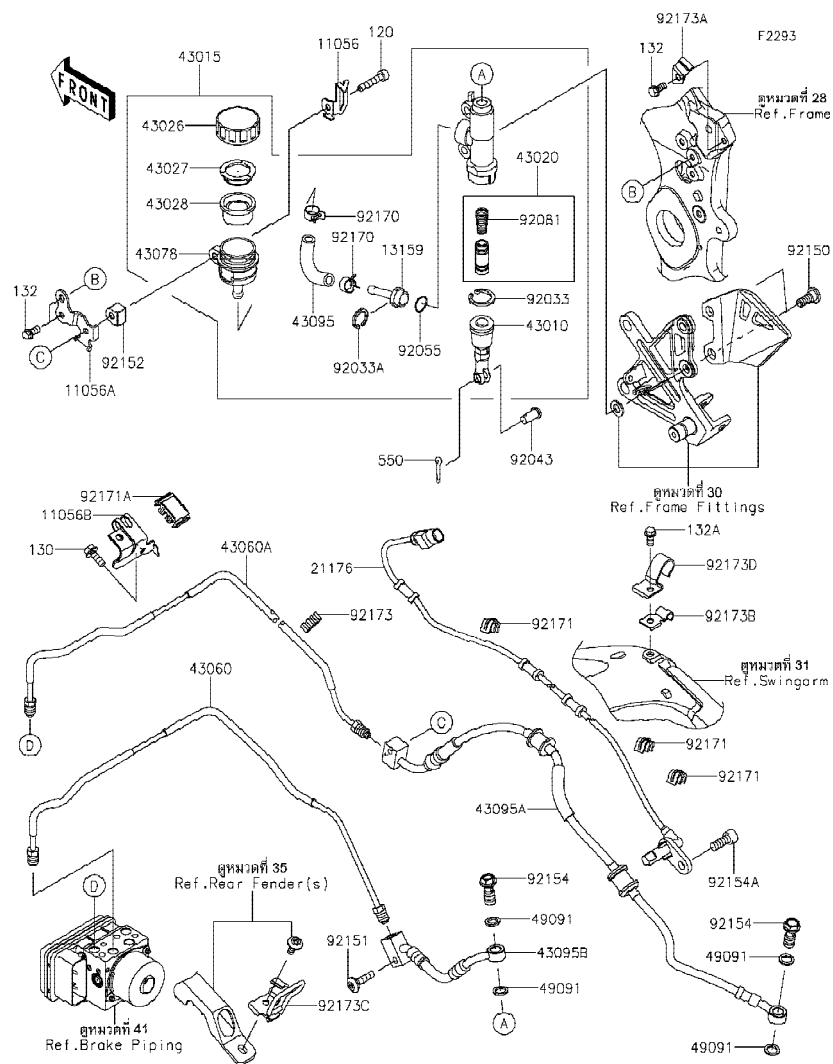 F2293
FRONT
120
11056
43015
92173A
132
ดูหมวดที่ 28
Ref.Frame
A
43026
43020
43027
43028
92170
92081
B
43078
92170
13159
92150
132
B
92033
C
43095
43010
92152
92055
92033A
11056A
550
92043
ดูหมวดที่ 30
Ref.Frame Fittings
92171A
11056B
130
43060A
21176
132A
92173D
92173
92171
92173B
ดูหมวดที่ 31
Ref.Swingarm
43060
C
D
92171
92171
43095A
ดูหมวดที่ 35
Ref.Rear Fender(s)
92154
92154A
D
49091
92154
92151
43095B
49091
92173C
49091
A
ดูหมวดที่ 41
Ref.Brake Piping
49091